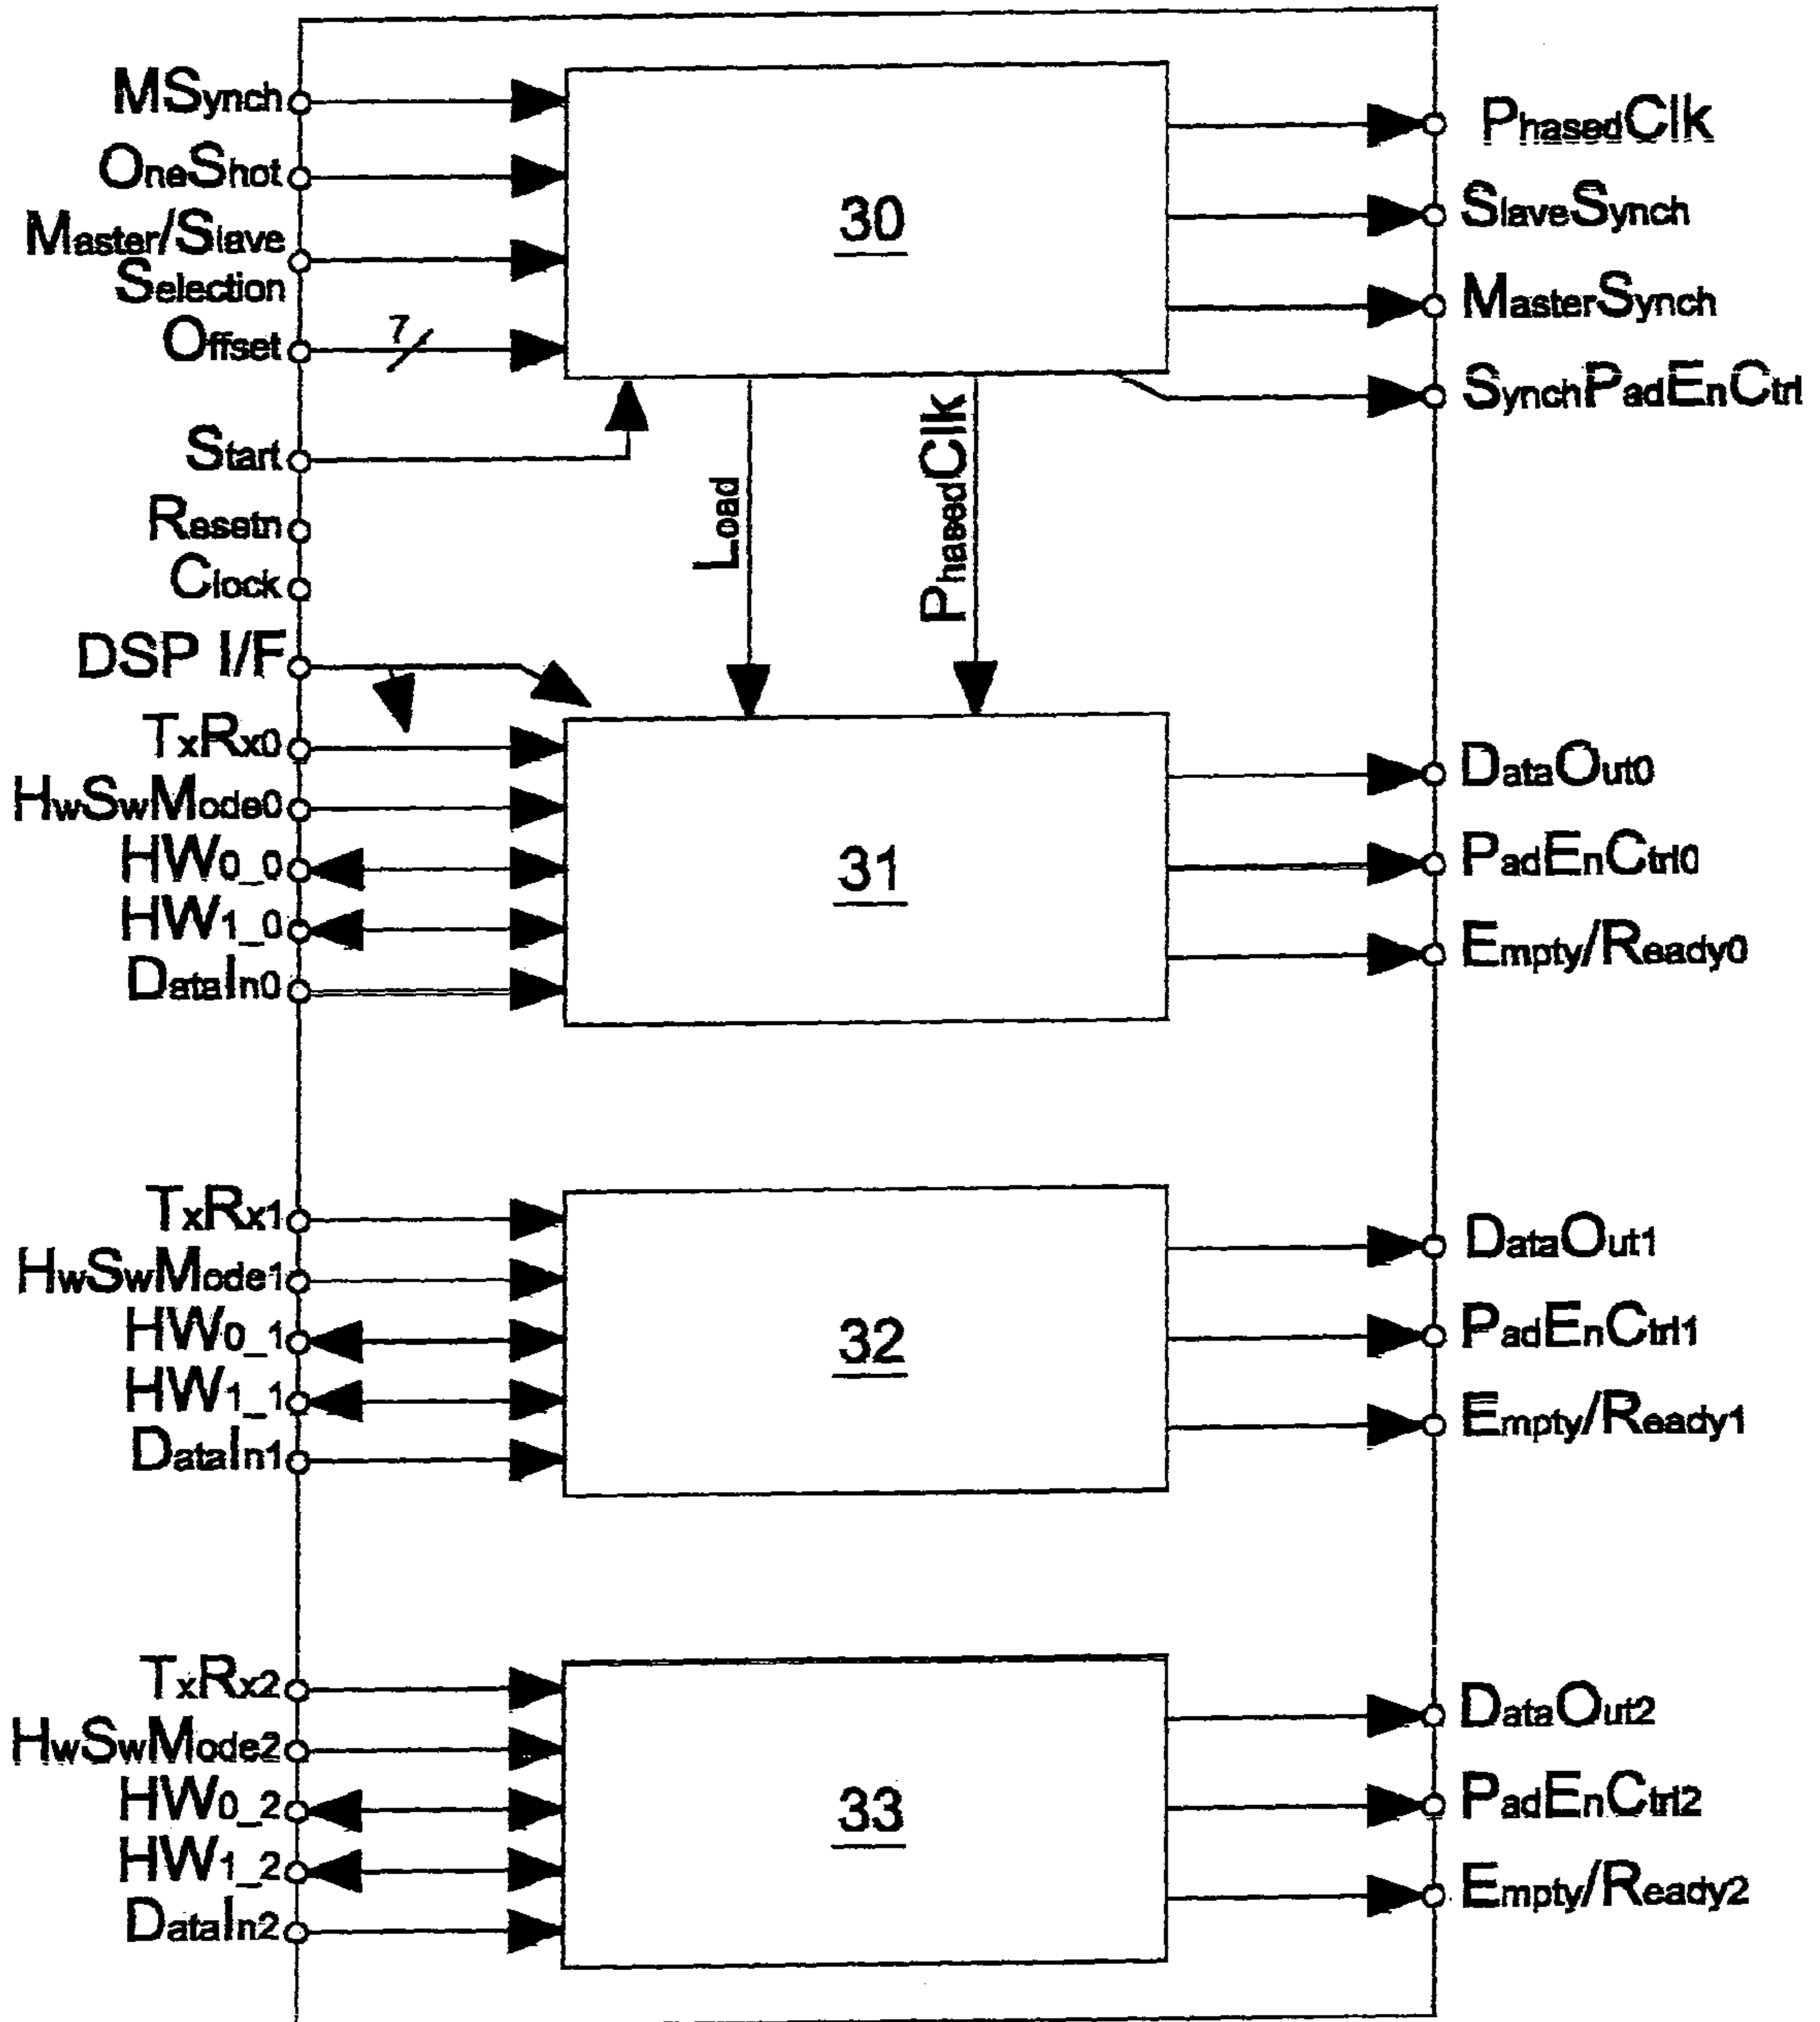 MSynch
OneShot
Master/Slave
Selection
Offset
7
Start
Resetn
Clock
DSP I/F
30
PhasedClk
SlaveSynch
MasterSynch
SynchPadEnCtrl
Load
PhasedClk
TxRx0
HwSwMode0
HW0_0
HW1_0
DataIn0
31
DataOut0
PadEnCtrl0
Empty/Ready0
TxRx1
HwSwMode1
HW0_1
HW1_1
DataIn1
32
DataOut1
PadEnCtrl1
Empty/Ready1
TxRx2
HwSwMode2
HW0_2
HW1_2
DataIn2
33
DataOut2
PadEnCtrl2
Empty/Ready2